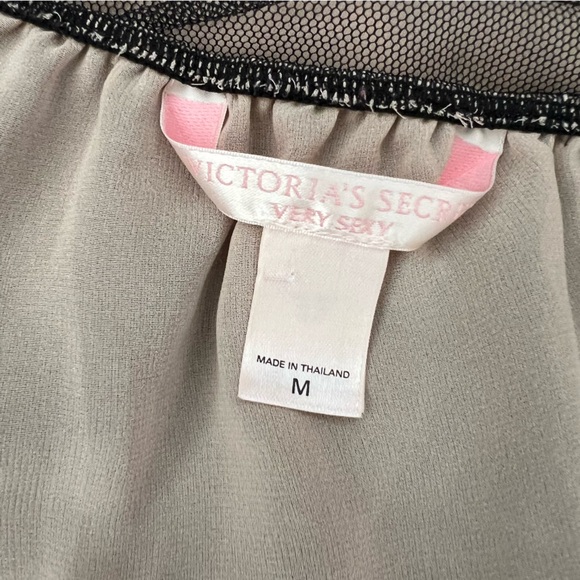 VICTORIA'S SECR
VERY SEXY
MADE IN THAILAND
M